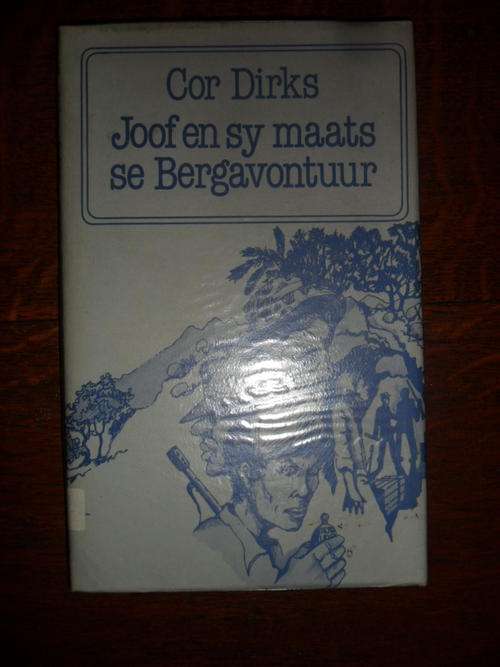 Cor Dirks
Joof en sy maats
se Bergavontuur